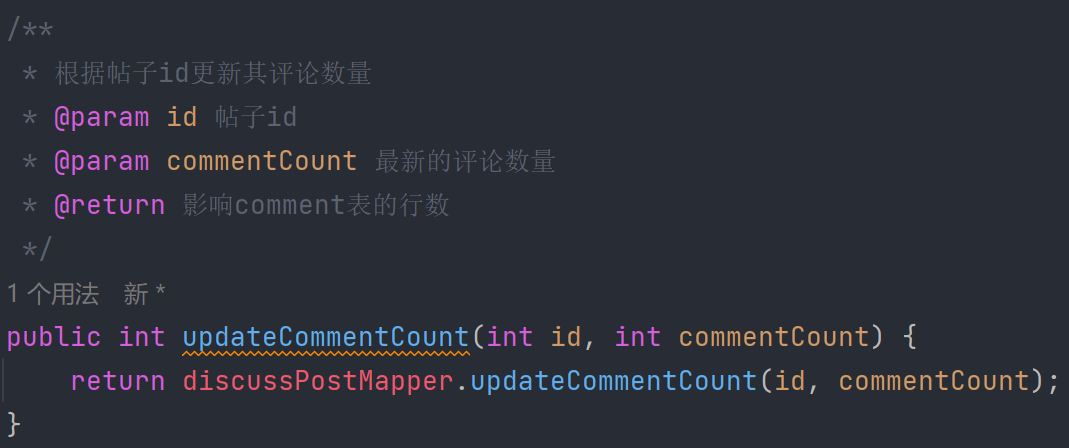 /**
 * 根据帖子id更新其评论数量
 * @param id 帖子id
 * @param commentCount 最新的评论数量
 * @return 影响comment表的行数
 */
1 个用法    新 *
public int updateCommentCount(int id, int commentCount) {
    return discussPostMapper.updateCommentCount(id, commentCount);
}